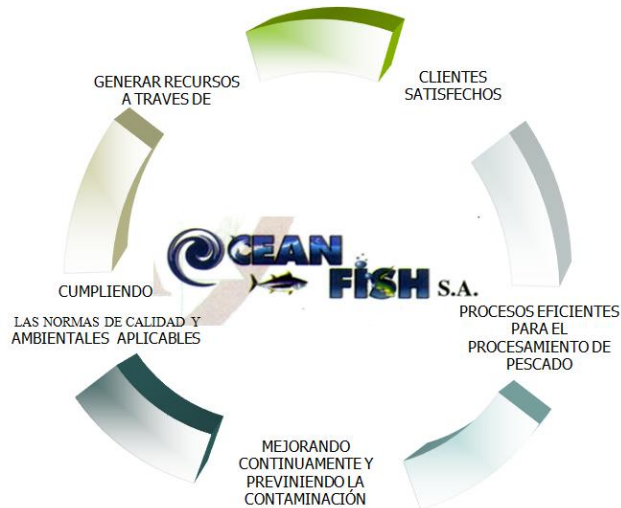 GENERAR RECURSOS
A TRAVES DE
CLIENTES
SATISFECHOS
OCEAN
FISH S.A.
PROCESOS EFICIENTES
PARA EL
PROCESAMIENTO DE
PESCADO
MEJORANDO
CONTINUAMENTE Y
PREVINIENDO LA
CONTAMINACIÓN
CUMPLIENDO
LAS NORMAS DE CALIDAD Y
AMBIENTALES APLICABLES